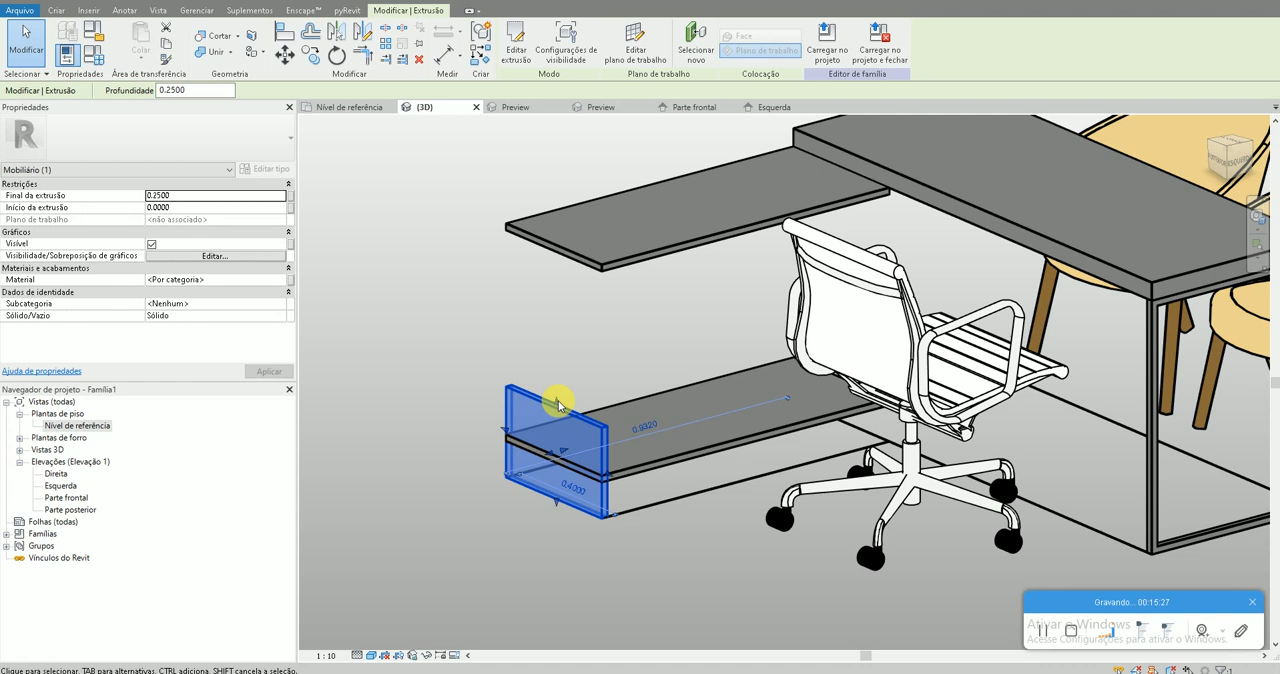 Arquivo Criar Inserir Anotar Vista Gerenciar Suplementos Enscape™ pyRevit Modificar | Extrusão
Modificar
Colar
Cortar
Unir
Editar extrusão
Configurações de visibilidade
Editar plano de trabalho
Selecionar novo
Face
Plano de trabalho
Carregar no projeto
Carregar no projeto e fechar
Selecionar Propriedades Área de transferência Geometria Modificar Medir Criar Modo Plano de trabalho Colocação Editor de família
Modificar | Extrusão Profundidade 0.2500
Propriedades
Nível de referência {3D} Preview Preview Parte frontal Esquerda
Mobiliário (1) Editar tipo
Restrições
Final da extrusão 0.2500
Início da extrusão 0.0000
Plano de trabalho <não associado>
Gráficos
Visível
Visibilidade/Sobreposição de gráficos Editar...
Materiais e acabamentos
Material <Por categoria>
Dados de identidade
Subcategoria <Nenhum>
Sólido/Vazio Sólido
Ajuda de propriedades Aplicar
Navegador de projeto - Família1
Vistas (todas)
Plantas de piso
Nível de referência
Plantas de forro
Vistas 3D
Elevações (Elevação 1)
Direita
Esquerda
Parte frontal
Parte posterior
Folhas (todas)
Famílias
Grupos
Vínculos do Revit
0.9320
0.4000
Gravando... 00:15:27
Ativar o Windows
Acesse Configurações para ativar o Windows.
1 : 10
Clique para selecionar, TAB para alternativas, CTRL adiciona, SHIFT cancela a seleção.